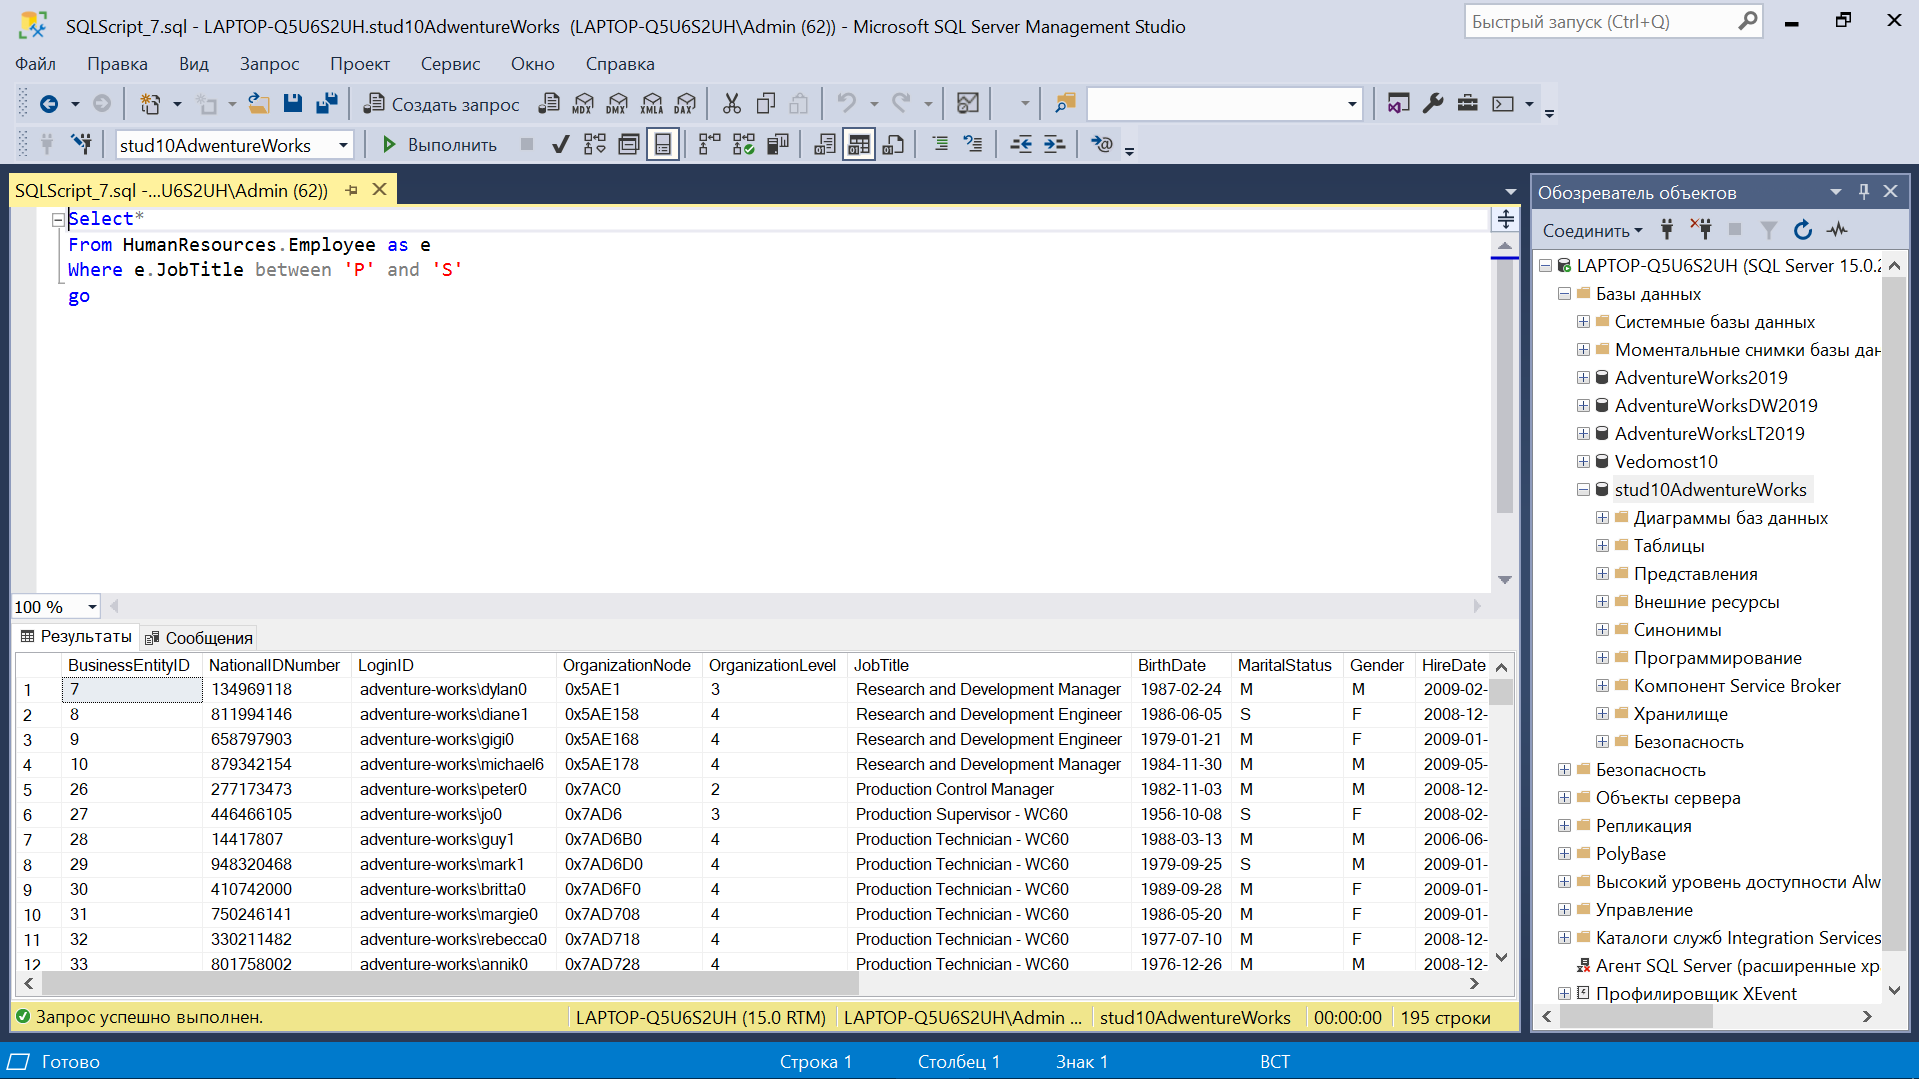 SQLScript_7.sql - LAPTOP-Q5U6S2UH.stud10AdwentureWorks (LAPTOP-Q5U6S2UH\Admin (62)) - Microsoft SQL Server Management Studio
Быстрый запуск (Ctrl+Q)
Файл Правка Вид Запрос Проект Сервис Окно Справка
Создать запрос MDX DMX XMLA DAX
stud10AdwentureWorks Выполнить
SQLScript_7.sql -...U6S2UH\Admin (62))
Select*
From HumanResources.Employee as e
Where e.JobTitle between 'P' and 'S'
go
100 %
Результаты Сообщения
BusinessEntityID NationalIDNumber LoginID OrganizationNode OrganizationLevel JobTitle BirthDate MaritalStatus Gender HireDate
1 7 134969118 adventure-works\dylan0 0x5AE1 3 Research and Development Manager 1987-02-24 M M 2009-02-
2 8 811994146 adventure-works\diane1 0x5AE158 4 Research and Development Engineer 1986-06-05 S F 2008-12-
3 9 658797903 adventure-works\gigi0 0x5AE168 4 Research and Development Engineer 1979-01-21 M F 2009-01-
4 10 879342154 adventure-works\michael6 0x5AE178 4 Research and Development Manager 1984-11-30 M M 2009-05-
5 26 277173473 adventure-works\peter0 0x7AC0 2 Production Control Manager 1982-11-03 M M 2008-12-
6 27 446466105 adventure-works\jo0 0x7AD6 3 Production Supervisor - WC60 1956-10-08 S F 2008-02-
7 28 14417807 adventure-works\guy1 0x7AD6B0 4 Production Technician - WC60 1988-03-13 M M 2006-06-
8 29 948320468 adventure-works\mark1 0x7AD6D0 4 Production Technician - WC60 1979-09-25 S M 2009-01-
9 30 410742000 adventure-works\britta0 0x7AD6F0 4 Production Technician - WC60 1989-09-28 M F 2009-01-
10 31 750246141 adventure-works\margie0 0x7AD708 4 Production Technician - WC60 1986-05-20 M F 2009-01-
11 32 330211482 adventure-works\rebecca0 0x7AD718 4 Production Technician - WC60 1977-07-10 M F 2008-12-
12 33 801758002 adventure-works\annik0 0x7AD728 4 Production Technician - WC60 1976-12-26 M M 2008-12-
Запрос успешно выполнен. LAPTOP-Q5U6S2UH (15.0 RTM) LAPTOP-Q5U6S2UH\Admin ... stud10AdwentureWorks 00:00:00 195 строки
Обозреватель объектов
Соединить
LAPTOP-Q5U6S2UH (SQL Server 15.0.2
Базы данных
Системные базы данных
Моментальные снимки базы дан
AdventureWorks2019
AdventureWorksDW2019
AdventureWorksLT2019
Vedomost10
stud10AdwentureWorks
Диаграммы баз данных
Таблицы
Представления
Внешние ресурсы
Синонимы
Программирование
Компонент Service Broker
Хранилище
Безопасность
Безопасность
Объекты сервера
Репликация
PolyBase
Высокий уровень доступности Alw
Управление
Каталоги служб Integration Services
Агент SQL Server (расширенные хр
Профилировщик XEvent
Готово Строка 1 Столбец 1 Знак 1 ВСТ